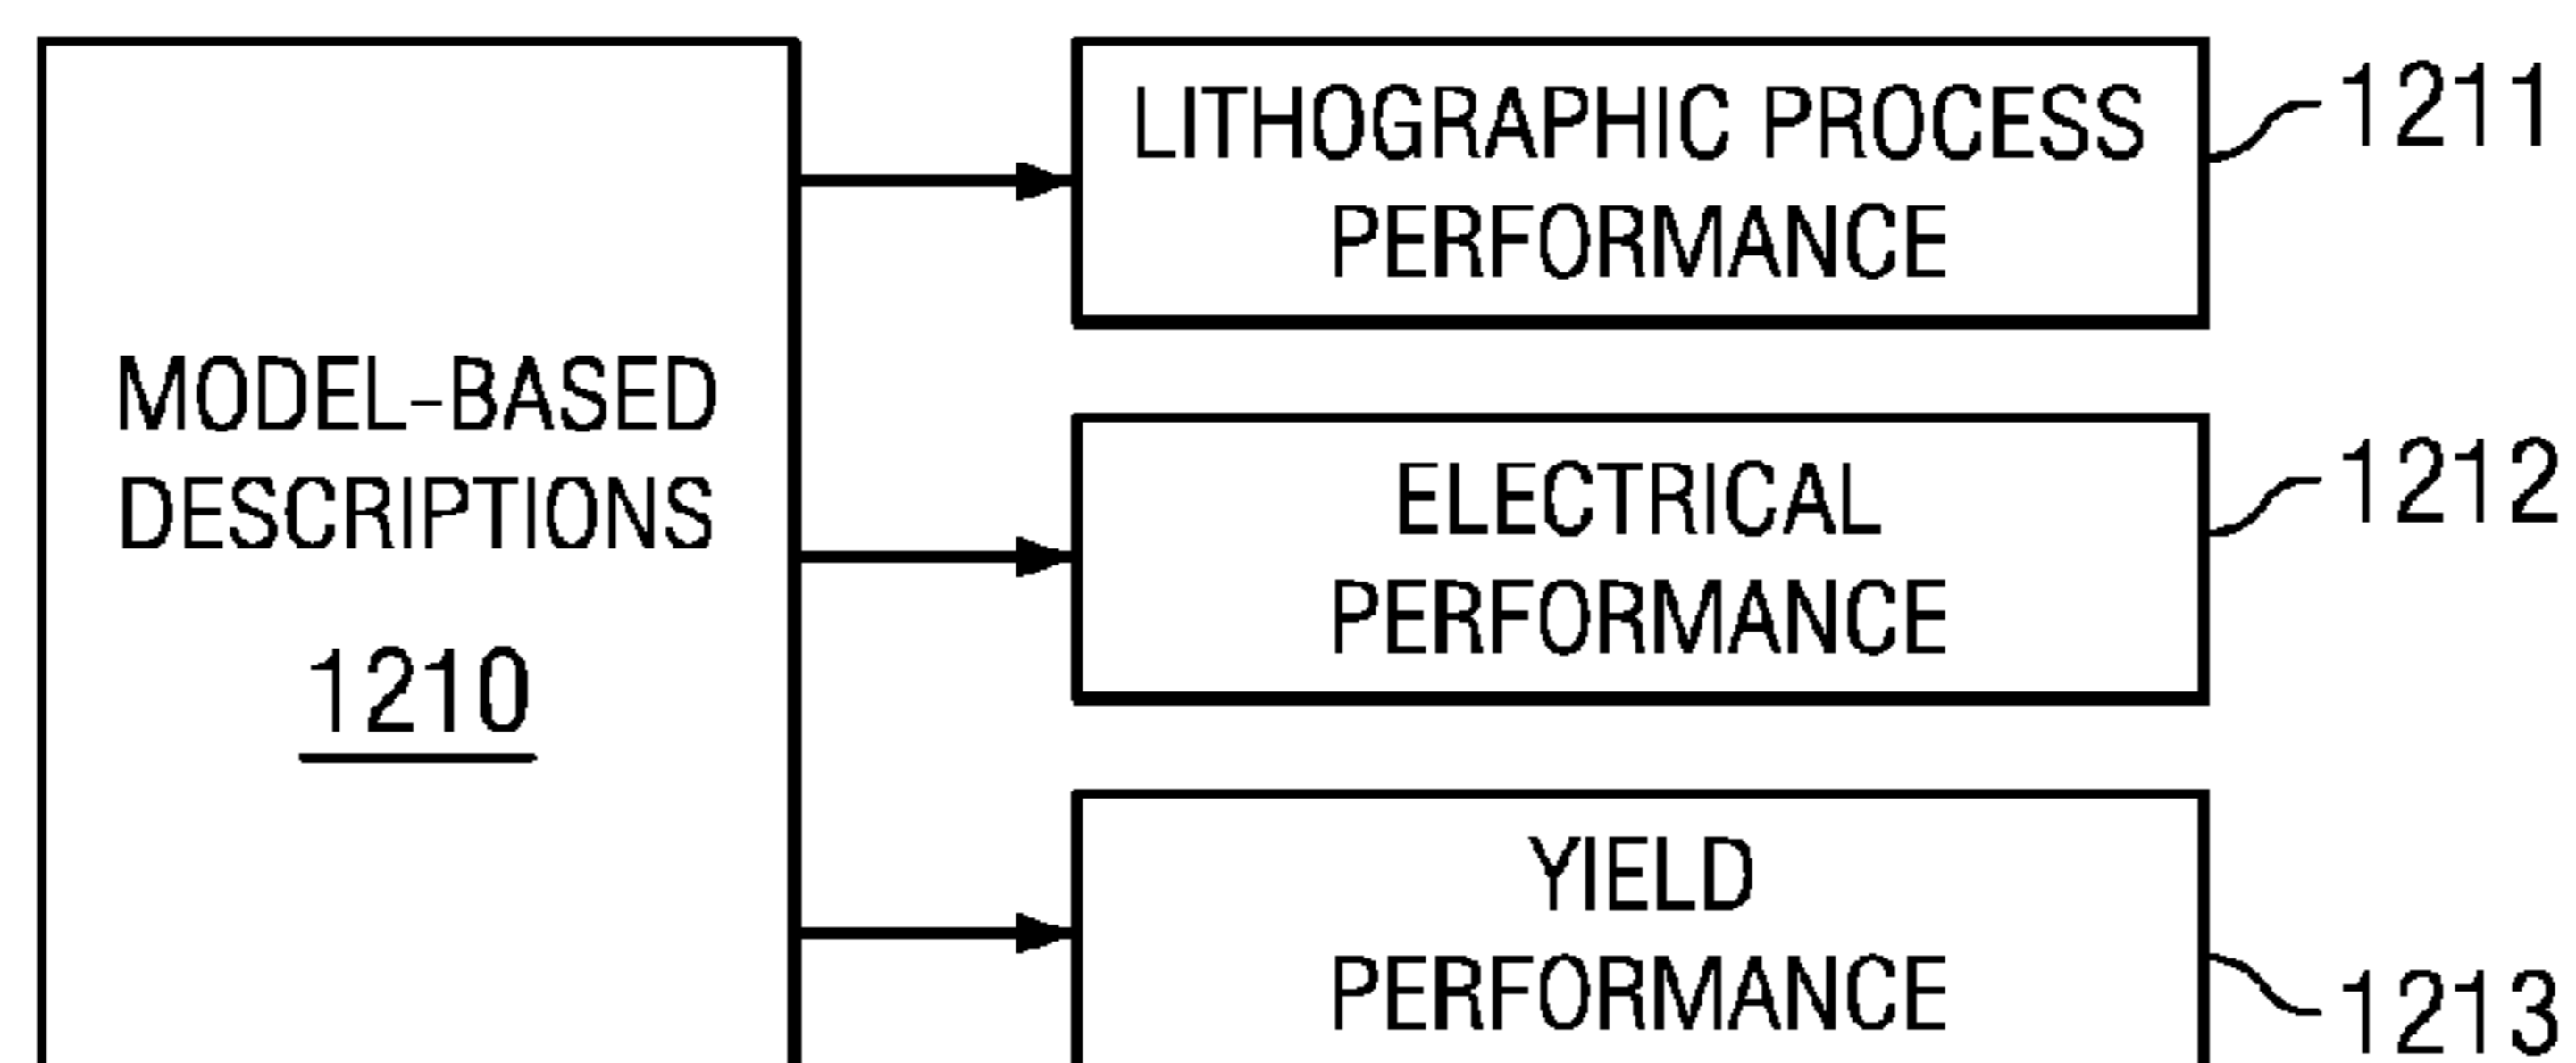 MODEL-BASED
DESCRIPTIONS
1210
LITHOGRAPHIC PROCESS
PERFORMANCE
1211
ELECTRICAL
PERFORMANCE
1212
YIELD
PERFORMANCE
1213